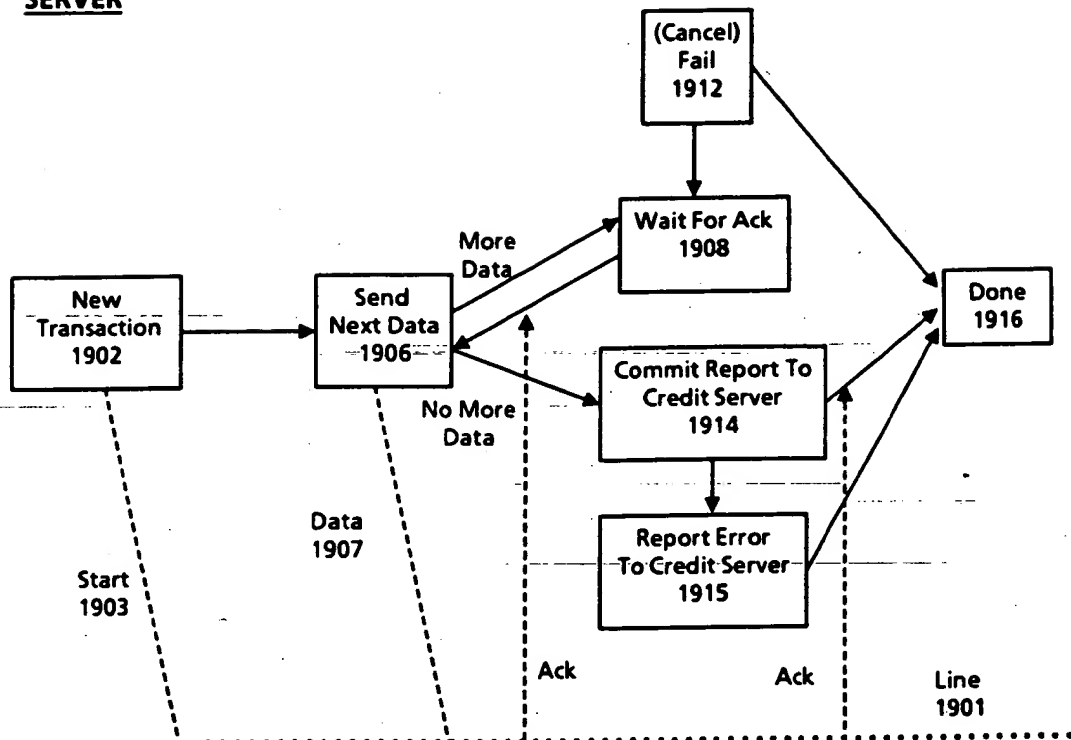 SERVER
(Cancel)
Fail
1912
Wait For Ack
1908
More
Data
New
Transaction
1902
Send
Next Data
1906
Done
1916
Commit Report To
Credit Server
1914
No More
Data
Report Error
To Credit Server
1915
Data
1907
Start
1903
Ack
Ack
Line
1901